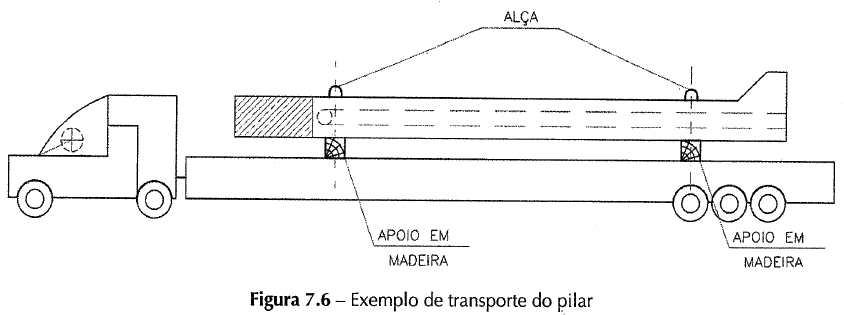 ALÇA
APOIO EM
MADEIRA
APOIO EM
MADEIRA
Figura 7.6 – Exemplo de transporte do pilar